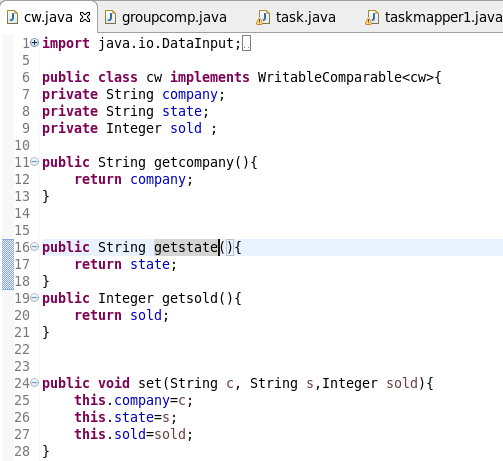 cw.java groupcomp.java task.java taskmapper1.java
1 import java.io.DataInput;
5
6 public class cw implements WritableComparable<cw>{
7 private String company;
8 private String state;
9 private Integer sold ;
10
11 public String getcompany(){
12     return company;
13 }
14
15
16 public String getstate(){
17     return state;
18 }
19 public Integer getsold(){
20     return sold;
21 }
22
23
24 public void set(String c, String s,Integer sold){
25     this.company=c;
26     this.state=s;
27     this.sold=sold;
28 }